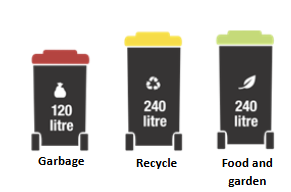 120
litre
Garbage
240
litre
Recycle
240
litre
Food and
garden